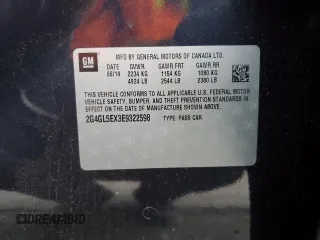 GM
MFD BY GENERAL MOTORS OF CANADA LTD.
DATE GVWR GAWR FRT GAWR RR
06/14 2234 KG 1154 KG 1080 KG
4924 LB 2544 LB 2380 LB
THIS VEHICLE CONFORMS TO ALL APPLICABLE U.S. FEDERAL MOTOR
VEHICLE SAFETY, BUMPER, AND THEFT PREVENTION STANDARDS IN
EFFECT ON THE DATE OF MANUFACTURE SHOWN ABOVE.
2G4GL5EX3E9322598 TYPE: PASS CAR
© iDREAMBID